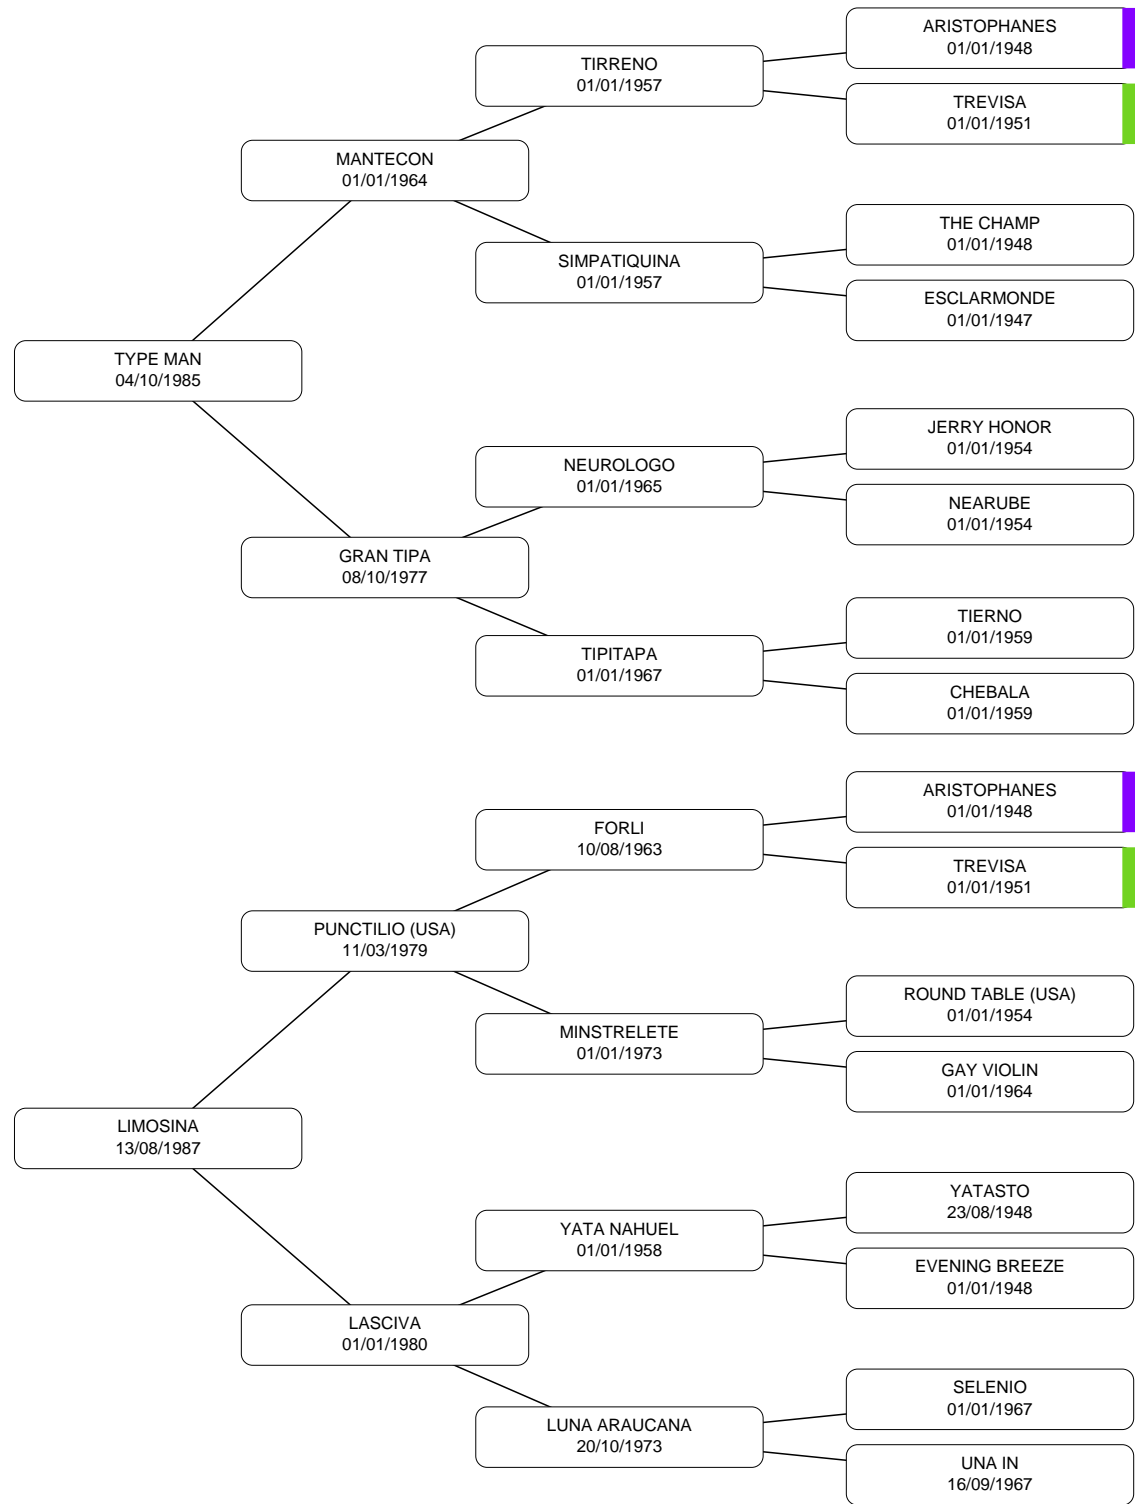 ARISTOPHANES
01/01/1948
TIRRENO
01/01/1957
TREVISA
01/01/1951
MANTECON
01/01/1964
THE CHAMP
01/01/1948
SIMPATIQUINA
01/01/1957
ESCLARMONDE
01/01/1947
TYPE MAN
04/10/1985
JERRY HONOR
01/01/1954
NEUROLOGO
01/01/1965
NEARUBE
01/01/1954
GRAN TIPA
08/10/1977
TIERNO
01/01/1959
TIPITAPA
01/01/1967
CHEBALA
01/01/1959
ARISTOPHANES
01/01/1948
FORLI
10/08/1963
TREVISA
01/01/1951
PUNCTILIO (USA)
11/03/1979
ROUND TABLE (USA)
01/01/1954
MINSTRELETE
01/01/1973
GAY VIOLIN
01/01/1964
LIMOSINA
13/08/1987
YATASTO
23/08/1948
YATA NAHUEL
01/01/1958
EVENING BREEZE
01/01/1948
LASCIVA
01/01/1980
SELENIO
01/01/1967
LUNA ARAUCANA
20/10/1973
UNA IN
16/09/1967